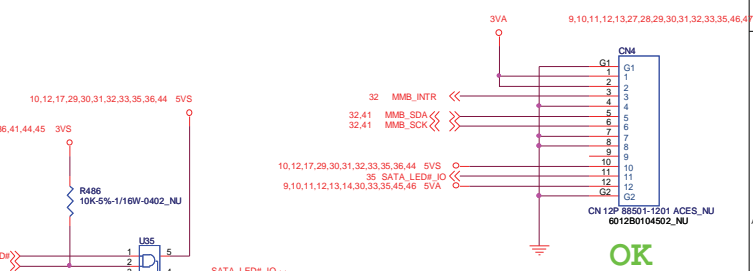 3VA
9,10,11,12,13,27,28,29,30,31,32,33,35,46,47
CN4
G1 G1
1 1
2 2
32 MMB_INTR 3 3
4 4
32,41 MMB_SDA 5 5
32,41 MMB_SCK 6 6
7 7
8 8
9 9
10,12,17,29,30,31,32,33,35,36,44 5VS 10 10
35 SATA_LED#_IO 11 11
9,10,11,12,13,14,30,33,35,45,46 5VA 12 12
G2 G2
CN 12P 88501-1201 ACES_NU
6012B0104502_NU
OK
10,12,17,29,30,31,32,33,35,36,44 5VS
36,41,44,45 3VS
R486
10K-5%-1/16W-0402_NU
U35
1 5
2
3 4
SATA_LED#_IO